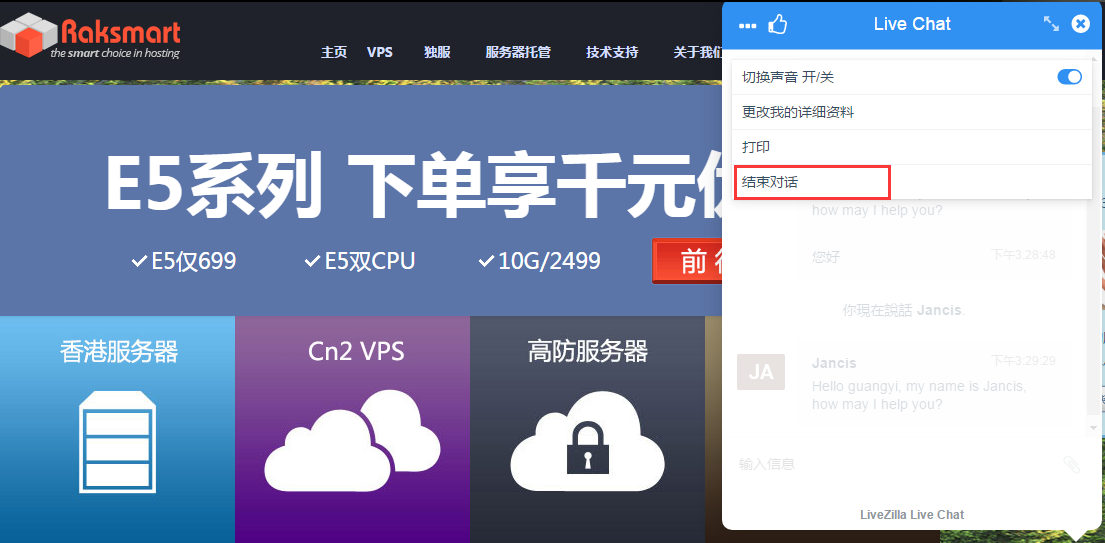 Raksmart
the smart choice in hosting
主页 VPS 独服 服务器托管 技术支持 关于我们
E5系列 下单享千元
E5仅699 E5双CPU 10G/2499
前
香港服务器
Cn2 VPS
高防服务器
Live Chat
切换声音 开/关
更改我的详细资料
打印
结束对话
how may I help you?
您好 下午3:28:48
你現在說話 Jancis.
JA
Jancis 下午3:29:29
Hello guangyi, my name is Jancis,
how may I help you?
输入信息
LiveZilla Live Chat